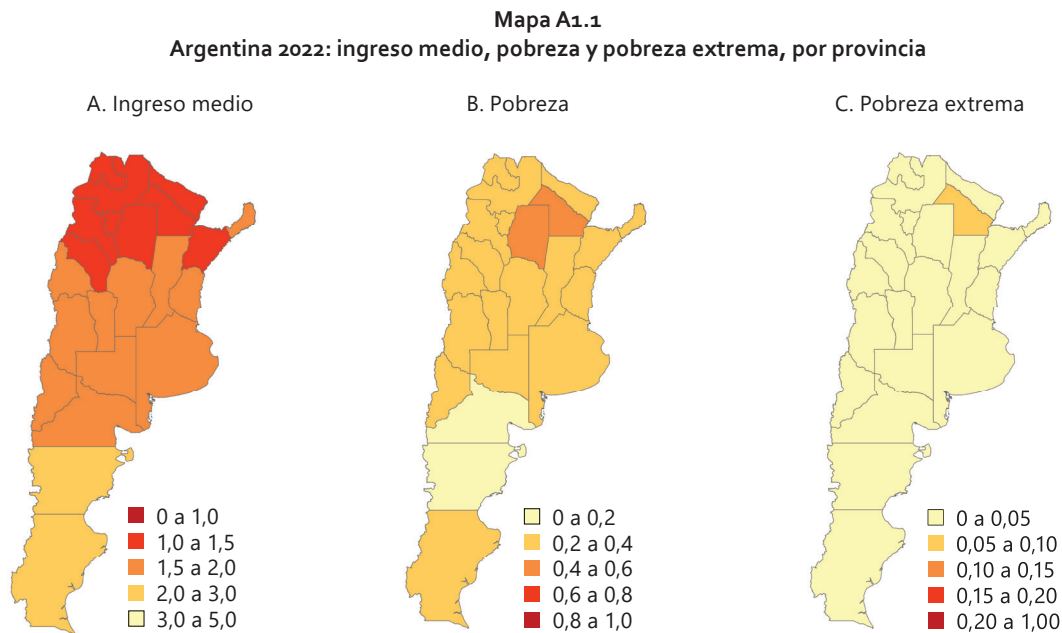 Mapa A1.1
Argentina 2022: ingreso medio, pobreza y pobreza extrema, por provincia
A. Ingreso medio
0 a 1,0
1,0 a 1,5
1,5 a 2,0
2,0 a 3,0
3,0 a 5,0
B. Pobreza
0 a 0,2
0,2 a 0,4
0,4 a 0,6
0,6 a 0,8
0,8 a 1,0
C. Pobreza extrema
0 a 0,05
0,05 a 0,10
0,10 a 0,15
0,15 a 0,20
0,20 a 1,00